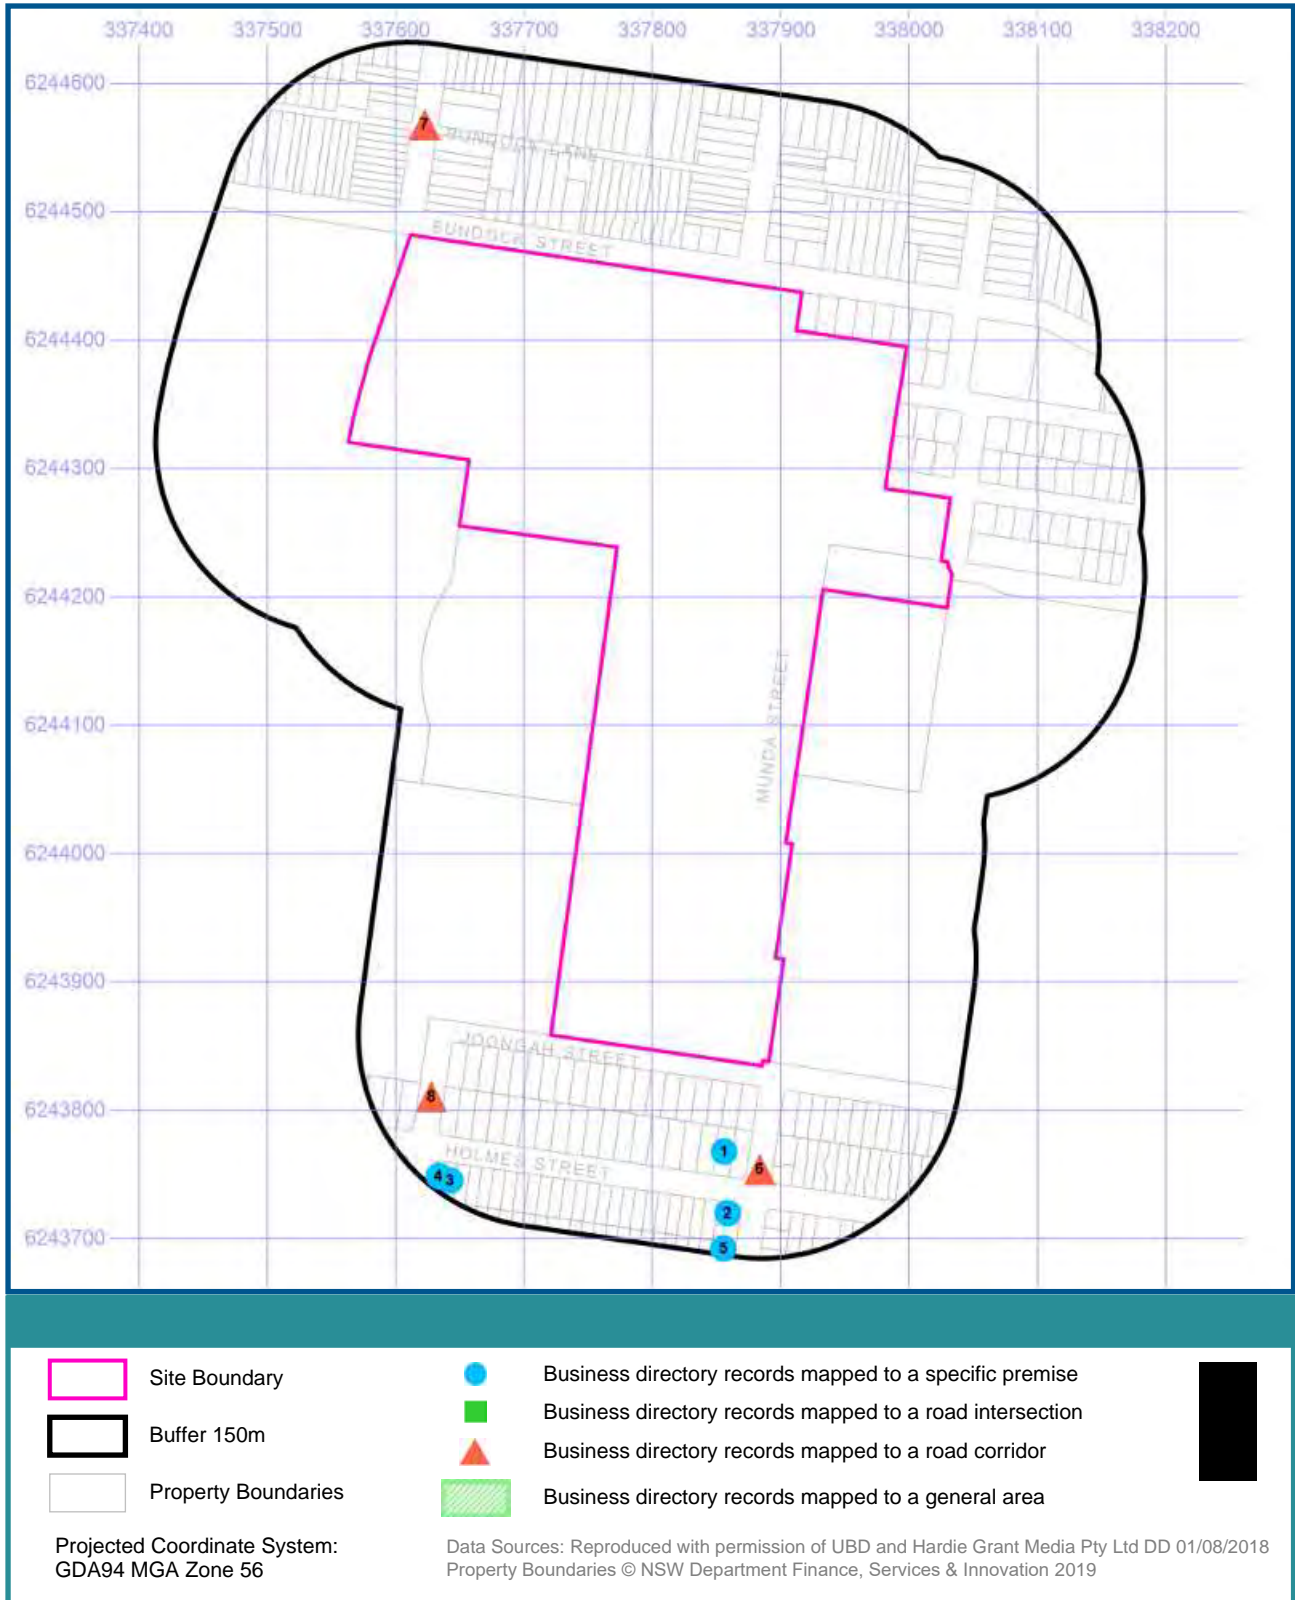 337400 337500 337600 337700 337800 337900 338000 338100 338200
6244600
7
BUNDOCK LANE
6244500
BUNDOCK STREET
6244400
6244300
6244200
MUNDA STREET
6244100
6244000
6243900
JOONGAH STREET
8
6243800
1
HOLMES STREET
6
4 3
2
6243700
5
Site Boundary
Buffer 150m
Property Boundaries
Business directory records mapped to a specific premise
Business directory records mapped to a road intersection
Business directory records mapped to a road corridor
Business directory records mapped to a general area
Projected Coordinate System:
GDA94 MGA Zone 56
Data Sources: Reproduced with permission of UBD and Hardie Grant Media Pty Ltd DD 01/08/2018
Property Boundaries © NSW Department Finance, Services & Innovation 2019